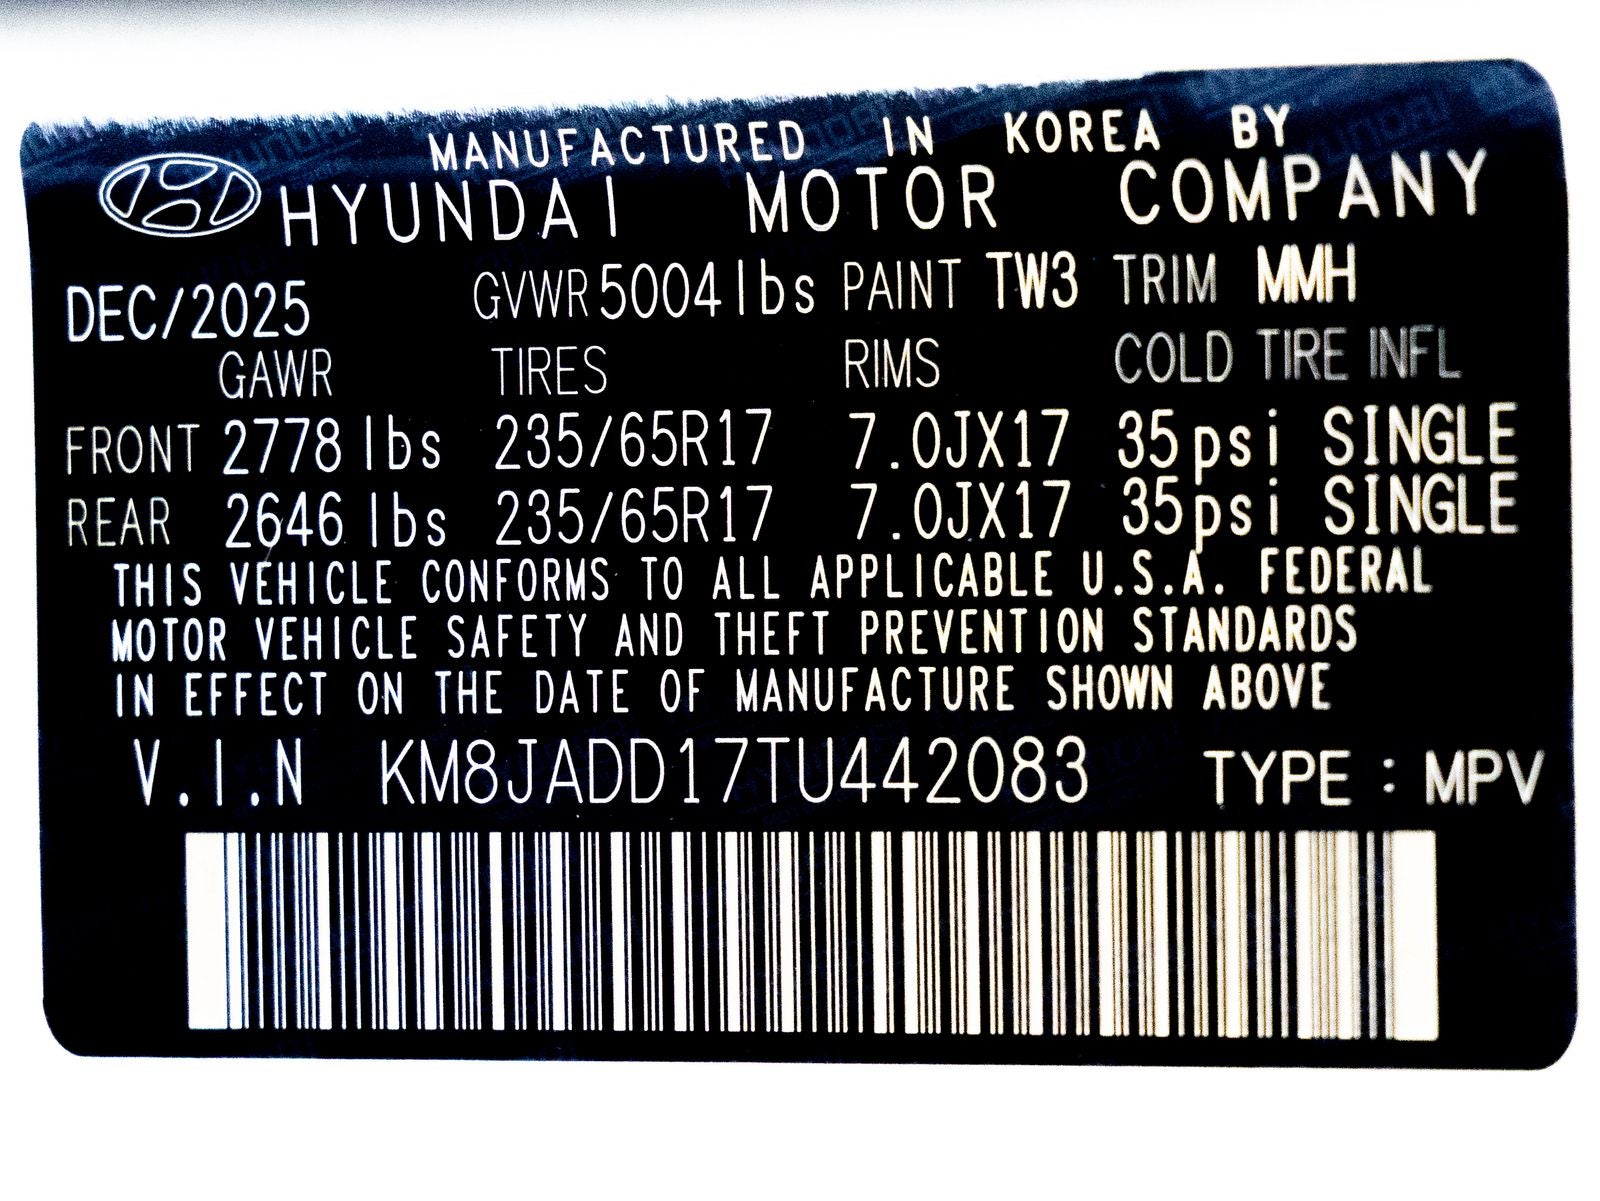 MANUFACTURED IN KOREA BY
HYUNDAI MOTOR COMPANY
DEC/2025 GVWR 5004 lbs PAINT TW3 TRIM MMH
GAWR TIRES RIMS COLD TIRE INFL
FRONT 2778 lbs 235/65R17 7.0JX17 35psi SINGLE
REAR 2646 lbs 235/65R17 7.0JX17 35psi SINGLE
THIS VEHICLE CONFORMS TO ALL APPLICABLE U.S.A. FEDERAL
MOTOR VEHICLE SAFETY AND THEFT PREVENTION STANDARDS
IN EFFECT ON THE DATE OF MANUFACTURE SHOWN ABOVE
V.I.N KM8JADD17TU442083 TYPE : MPV